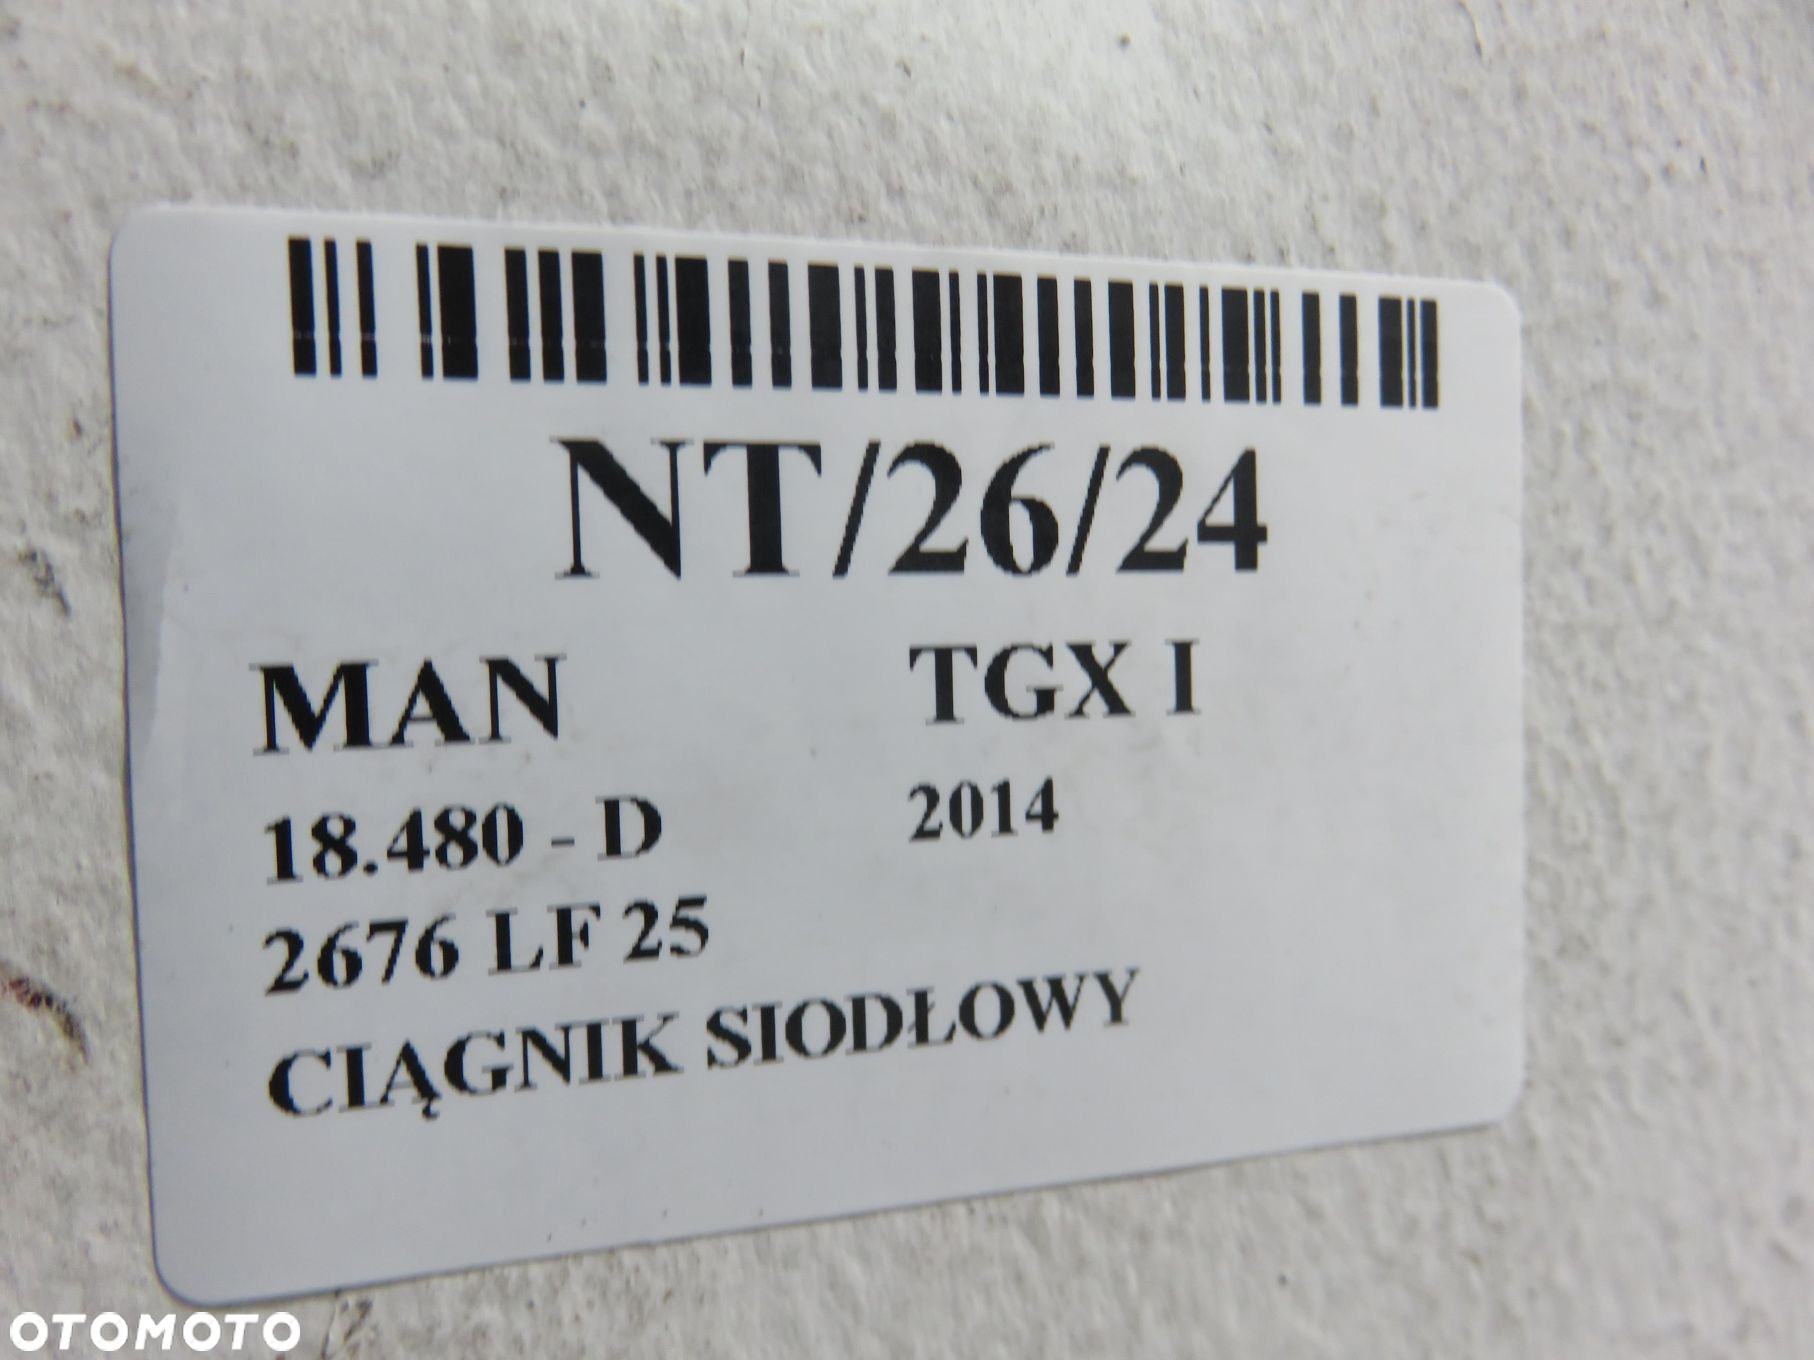 NT/26/24
MAN TGX I
18.480 - D 2014
2676 LF 25
CIĄGNIK SIODŁOWY
OTOMOTO